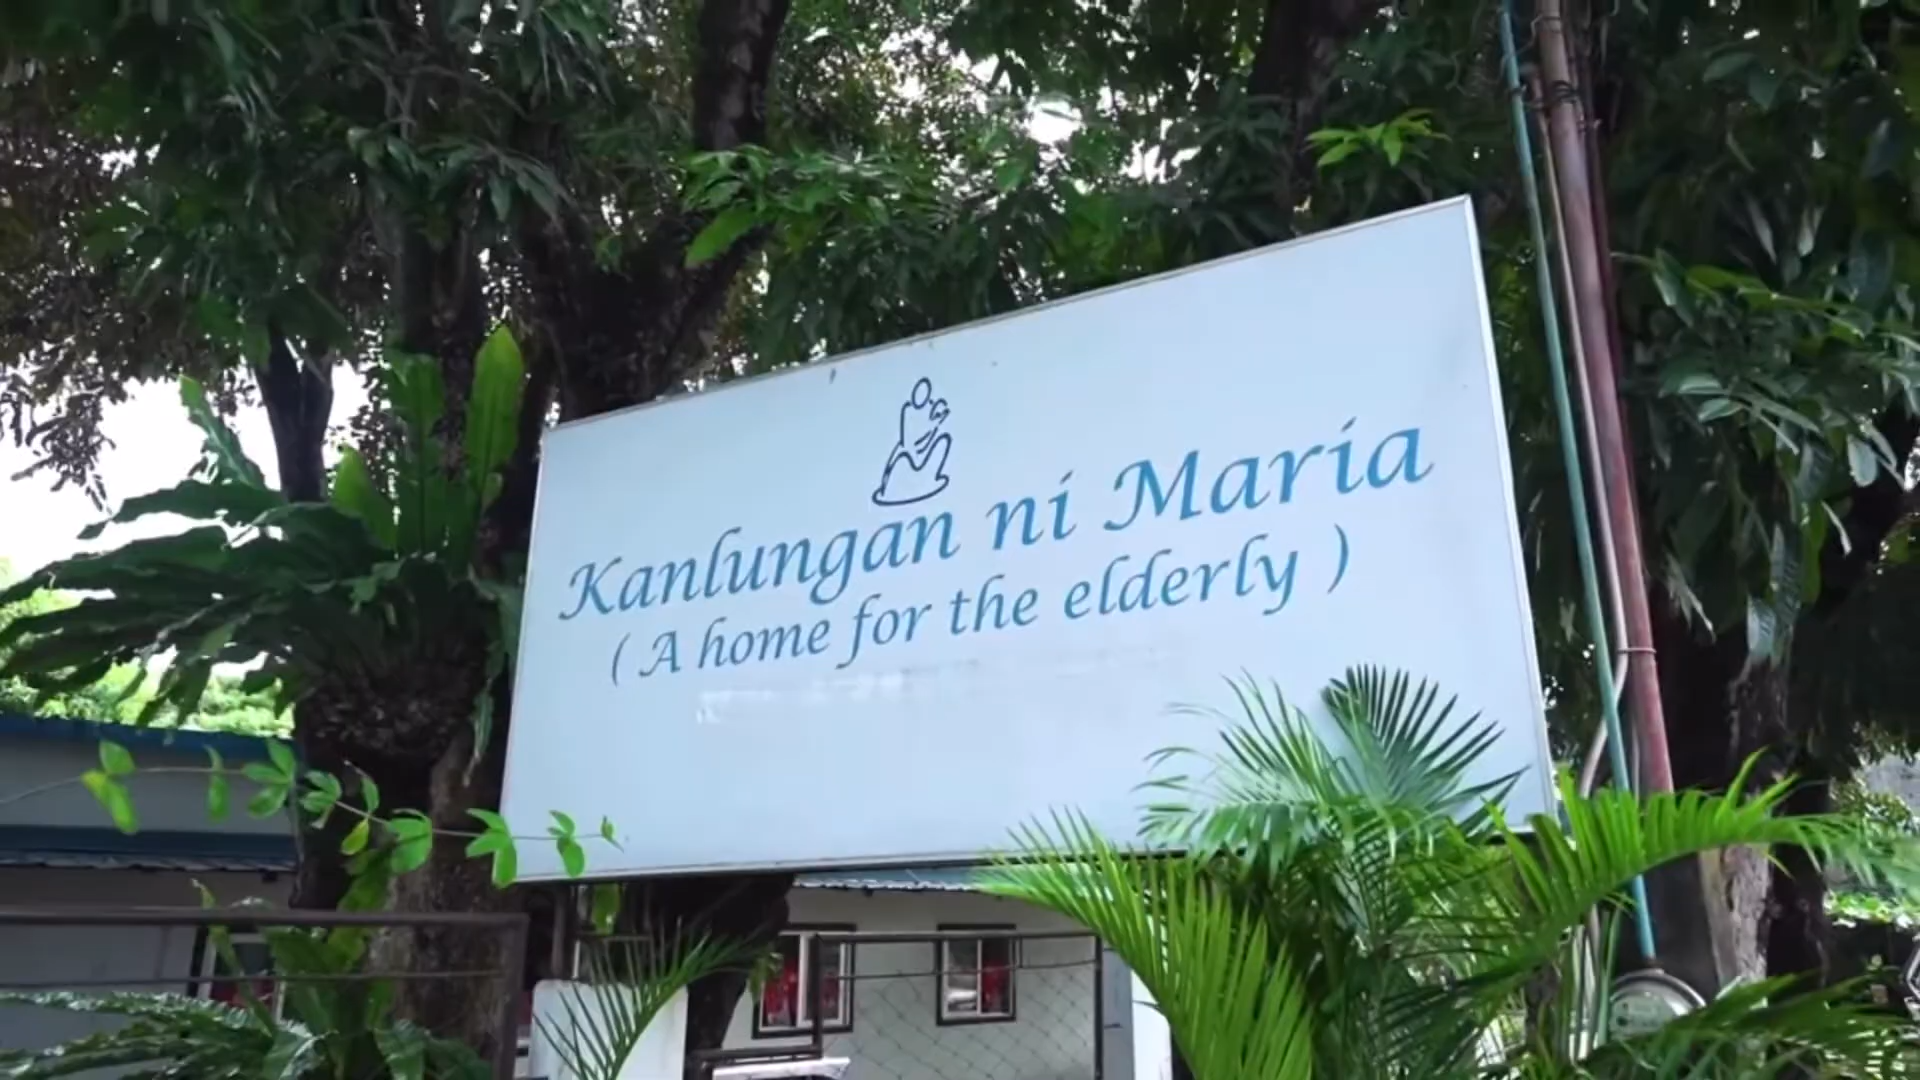 Kanlungan ni Maria
( A home for the elderly )